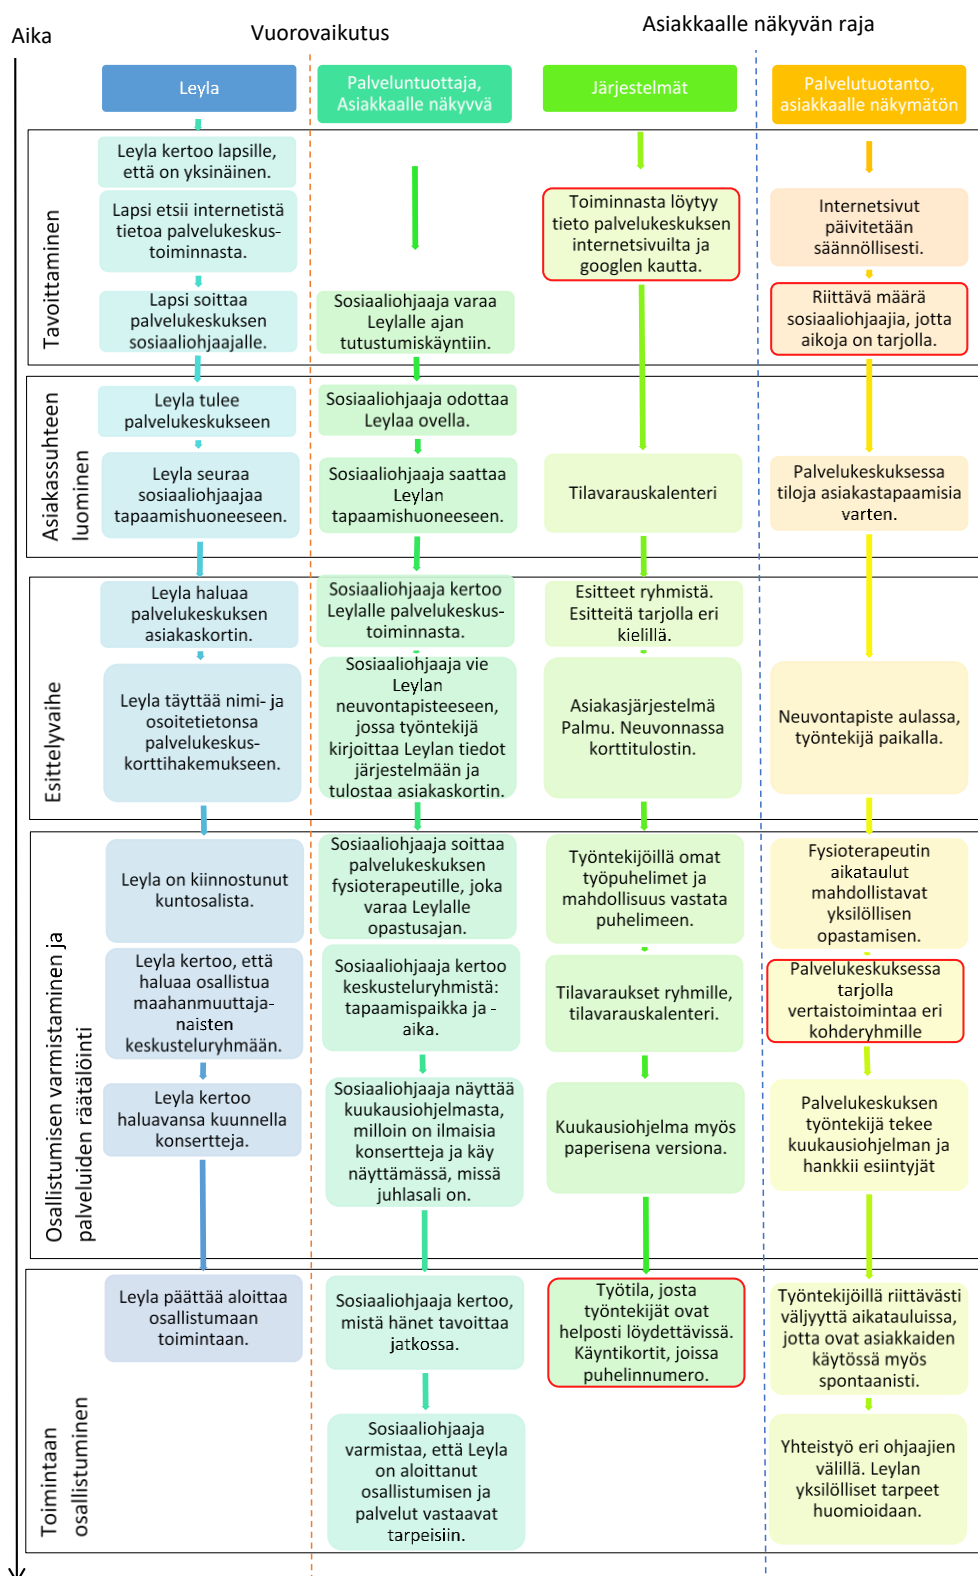 Aika
Vuorovaikutus
Asiakkaalle näkyvän raja
Leyla
Palveluntuottaja,
Asiakkaalle näkyvvä
Järjestelmät
Palvelutuotanto,
asiakkaalle näkymätön
Tavoittaminen
Leyla kertoo lapsille,
että on yksinäinen.
Lapsi etsii internetistä
tietoa palvelukeskus-
toiminnasta.
Toiminnasta löytyy
tieto palvelukeskuksen
internetsivuilta ja
googlen kautta.
Internetsivut
päivitetään
säännöllisesti.
Lapsi soittaa
palvelukeskuksen
sosiaaliohjaajalle.
Sosiaaliohjaaja varaa
Leylalle ajan
tutustumiskäyntiin.
Riittävä määrä
sosiaaliohjaajia, jotta
aikoja on tarjolla.
Asiakassuhteen
luominen
Leyla tulee
palvelukeskukseen
Sosiaaliohjaaja odottaa
Leylaa ovella.
Leyla seuraa
sosiaaliohjaajaa
tapaamishuoneeseen.
Sosiaaliohjaaja saattaa
Leylan
tapaamishuoneeseen.
Tilavarauskalenteri
Palvelukeskuksessa
tiloja asiakastapaamisia
varten.
Esittelyvaihe
Leyla haluaa
palvelukeskuksen
asiakaskortin.
Sosiaaliohjaaja kertoo
Leylalle palvelukeskus-
toiminnasta.
Esitteet ryhmistä.
Esitteitä tarjolla eri
kielillä.
Leyla täyttää nimi- ja
osoitetietonsa
palvelukeskus-
korttihakemukseen.
Sosiaaliohjaaja vie
Leylan
neuvontapisteeseen,
jossa työntekijä
kirjoittaa Leylan tiedot
järjestelmään ja
tulostaa asiakaskortin.
Asiakasjärjestelmä
Palmu. Neuvonnassa
korttitulostin.
Neuvontapiste aulassa,
työntekijä paikalla.
Osallistumisen varmistaminen ja
palveluiden räätälöinti
Leyla on kiinnostunut
kuntosalista.
Sosiaaliohjaaja soittaa
palvelukeskuksen
fysioterapeutille, joka
varaa Leylalle
opastusajan.
Työntekijöillä omat
työpuhelimet ja
mahdollisuus vastata
puhelimeen.
Fysioterapeutin
aikataulut
mahdollistavat
yksilöllisen
opastamisen.
Leyla kertoo, että
haluaa osallistua
maahanmuuttaja-
naisten
keskusteluryhmään.
Sosiaaliohjaaja kertoo
keskusteluryhmistä:
tapaamispaikka ja -
aika.
Tilavaraukset ryhmille,
tilavarauskalenteri.
Palvelukeskuksessa
tarjolla
vertaistoimintaa eri
kohderyhmille
Leyla kertoo
haluavansa kuunnella
konsertteja.
Sosiaaliohjaaja näyttää
kuukausiohjelmasta,
milloin on ilmaisia
konsertteja ja käy
näyttämässä, missä
juhlasali on.
Kuukausiohjelma myös
paperisena versiona.
Palvelukeskuksen
työntekijä tekee
kuukausiohjelman ja
hankkii esiintyjät
Toimintaan
osallistuminen
Leyla päättää aloittaa
osallistumaan
toimintaan.
Sosiaaliohjaaja kertoo,
mistä hänet tavoittaa
jatkossa.
Työtila, josta
työntekijät ovat
helposti löydettävissä.
Käyntikortit, joissa
puhelinnumero.
Työntekijöillä riittävästi
väljyyttä aikatauluissa,
jotta ovat asiakkaiden
käytössä myös
spontaanisti.
Sosiaaliohjaaja
varmistaa, että Leyla
on aloittanut
osallistumisen ja
palvelut vastaavat
tarpeisiin.
Yhteistyö eri ohjaajien
välillä. Leylan
yksilölliset tarpeet
huomioidaan.